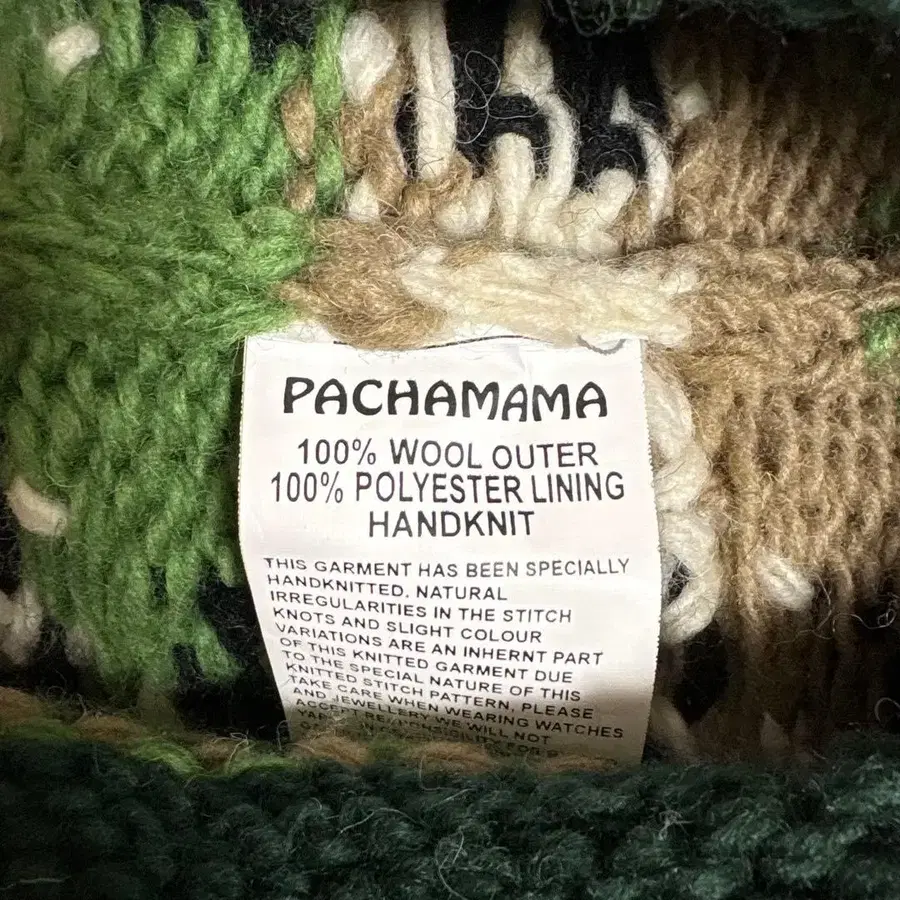 PACHAMAMA
100% WOOL OUTER
100% POLYESTER LINING
HANDKNIT
THIS GARMENT HAS BEEN SPECIALLY
HANDKNITTED. NATURAL
IRREGULARITIES IN THE STITCH
KNOTS AND SLIGHT COLOUR
VARIATIONS ARE AN INHERNT PART
OF THIS KNITTED GARMENT DUE
TO THE SPECIAL NATURE OF THIS
KNITTED STITCH PATTERN, PLEASE
TAKE CARE WHEN WEARING WATCHES
AND JEWELLERY WE WILL NOT
ACCEPT FOR